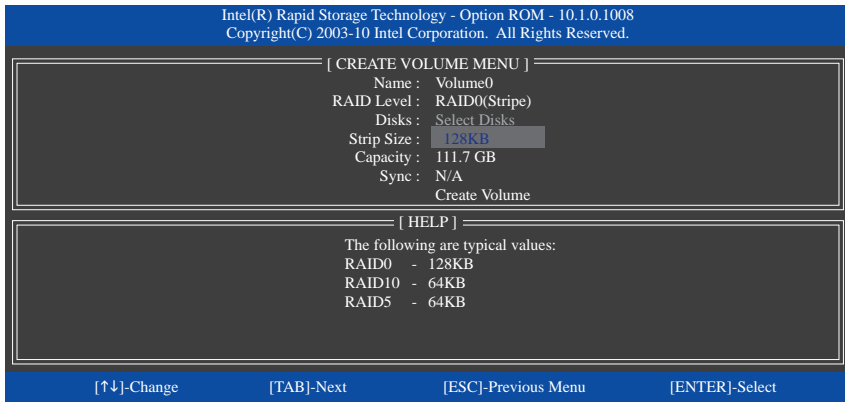 Intel(R) Rapid Storage Technology - Option ROM - 10.1.0.1008
Copyright(C) 2003-10 Intel Corporation. All Rights Reserved.
[ CREATE VOLUME MENU ]
Name : Volume0
RAID Level : RAID0(Stripe)
Disks : Select Disks
Strip Size : 128KB
Capacity : 111.7 GB
Sync : N/A
Create Volume
[ HELP ]
The following are typical values:
RAID0 - 128KB
RAID10 - 64KB
RAID5 - 64KB
[↑↓]-Change [TAB]-Next [ESC]-Previous Menu [ENTER]-Select